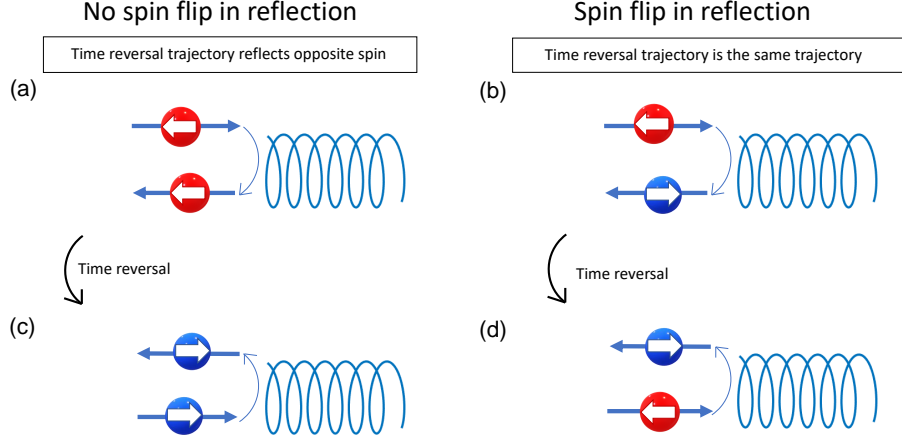 No spin flip in reflection
Time reversal trajectory reflects opposite spin
(a)
Time reversal
(c)
Spin flip in reflection
Time reversal trajectory is the same trajectory
(b)
Time reversal
(d)